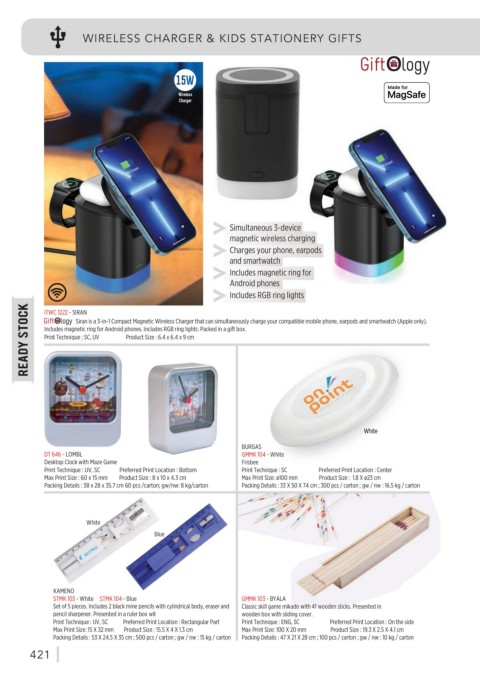 WIRELESS CHARGER & KIDS STATIONERY GIFTS
GiftOlogy
Made for
MagSafe
15W
Wireless
Charger
Simultaneous 3-device
magnetic wireless charging
Charges your phone, earpods
and smartwatch
Includes magnetic ring for
Android phones
Includes RGB ring lights
READY STOCK
ITWC 1222 - SIRAN
GiftOlogy Siran is a 3-in-1 Compact Magnetic Wireless Charger that can simultaneously charge your compatible mobile phone, earpods and smartwatch (Apple only).
Includes magnetic ring for Android phones. Includes RGB ring lights. Packed in a gift box.
Print Technique : SC, UV Product Size : 6.4 x 6.4 x 9 cm
on
point
White
DT 646 - LOMBL
Desktop Clock with Maze Game
Print Technique : UV, SC Preferred Print Location : Bottom
Max Print Size : 60 x 15 mm Product Size : 8 x 10 x 4.3 cm
Packing Details : 38 x 28 x 35.7 cm 60 pcs /carton; gw/nw: 8 kg/carton
BURGAS
GMMK 104 - White
Frisbee
Print Technique : SC Preferred Print Location : Center
Max Print Size: ø100 mm Product Size : 1.8 X ø23 cm
Packing Details : 33 X 50 X 74 cm ; 300 pcs / carton ; gw / nw : 16.5 kg / carton
White
Blue
KAMENO
STMK 103 - White STMK 104 - Blue
Set of 5 pieces. Includes 2 black mine pencils with cylindrical body, eraser and
pencil sharpener. Presented in a ruler box wit
Print Technique : UV, SC Preferred Print Location : Rectangular Part
Max Print Size: 15 X 32 mm Product Size : 15.5 X 4 X 1.3 cm
Packing Details : 53 X 24.5 X 35 cm ; 500 pcs / carton ; gw / nw : 15 kg / carton
GMMK 103 - BYALA
Classic skill game mikado with 41 wooden sticks. Presented in
wooden box with sliding cover.
Print Technique : ENG, SC Preferred Print Location : On the side
Max Print Size: 100 X 20 mm Product Size : 19.3 X 2.5 X 4.1 cm
Packing Details : 47 X 21 X 28 cm ; 100 pcs / carton ; gw / nw : 10 kg / carton
421